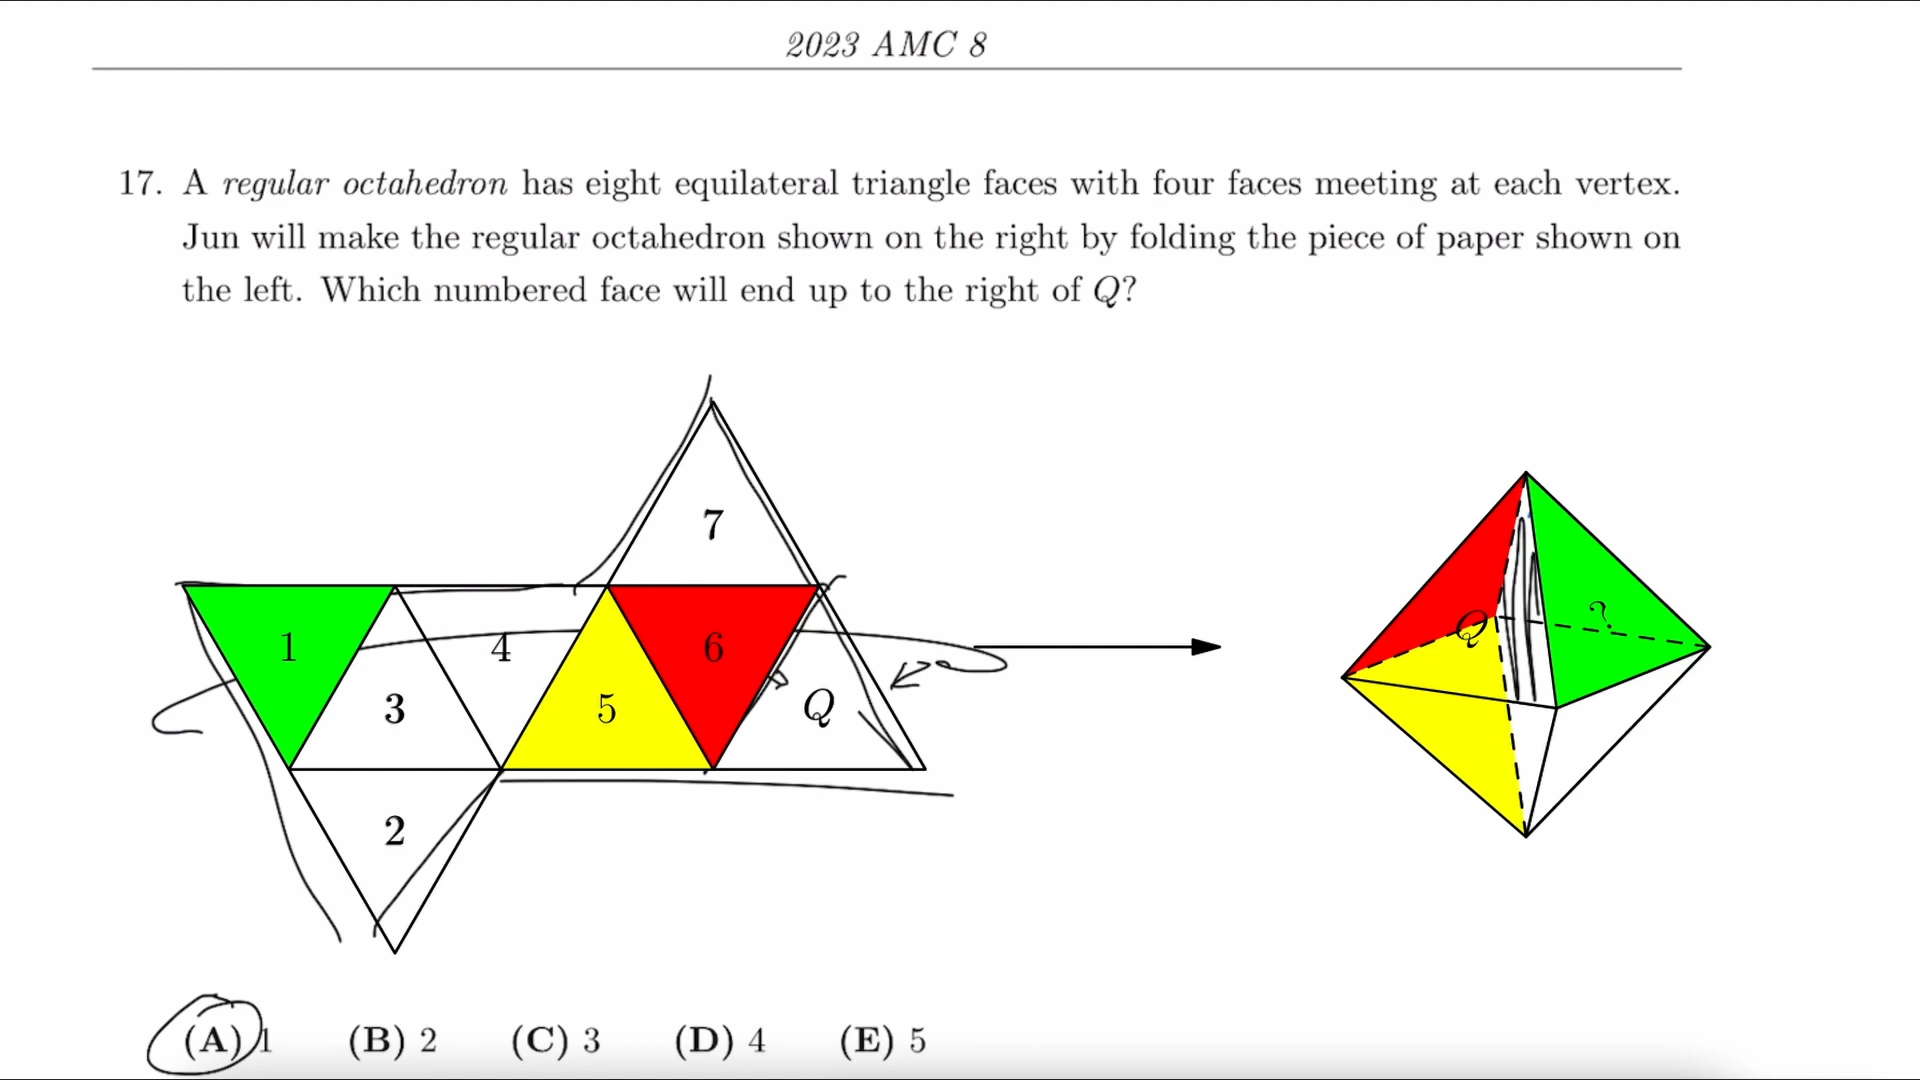 2023 AMC 8
17. A regular octahedron has eight equilateral triangle faces with four faces meeting at each vertex.
Jun will make the regular octahedron shown on the right by folding the piece of paper shown on
the left. Which numbered face will end up to the right of Q?
7
1
4
6
3
5
Q
2
Q
?
(A) 1 (B) 2 (C) 3 (D) 4 (E) 5